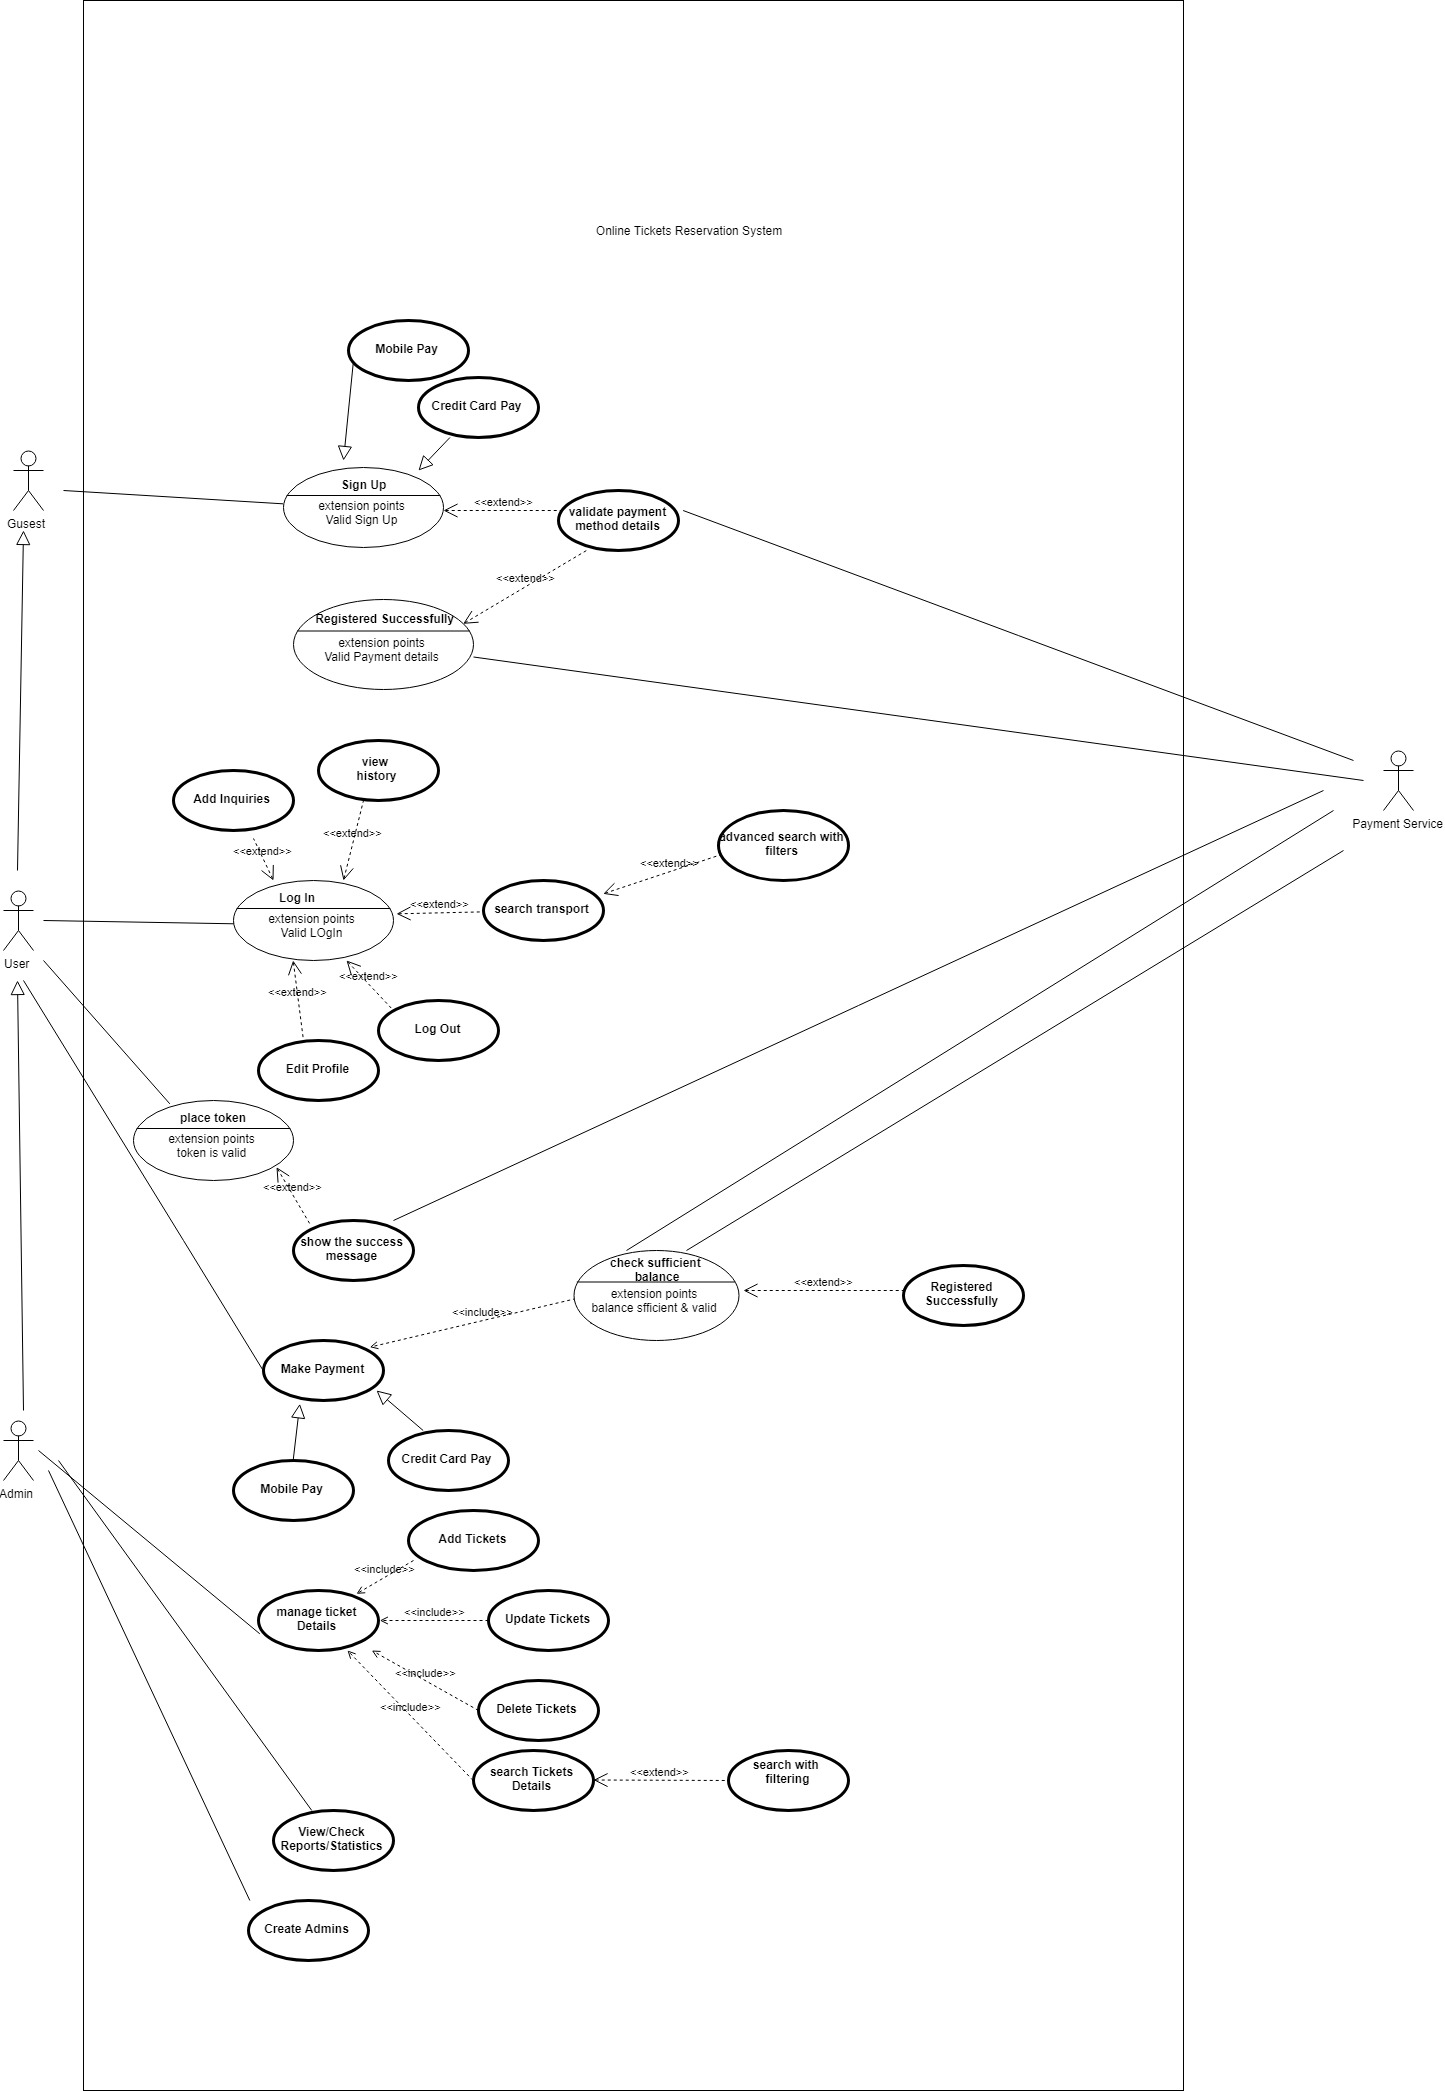 Online Tickets Reservation System
Mobile Pay
Credit Card Pay
Gusest
Sign Up
extension points
Valid Sign Up
<<extend>>
validate payment
method details
<<extend>>
Registered Successfully
extension points
Valid Payment details
view
history
Add Inquiries
<<extend>>
<<extend>>
Payment Service
advanced search with
filters
<<extend>>
Log In
extension points
Valid LOgIn
<<extend>>
search transport
User
<<extend>>
<<extend>>
Log Out
Edit Profile
place token
extension points
token is valid
<<extend>>
show the success
message
check sufficient
balance
extension points
balance sfficient & valid
<<extend>>
Registered
Successfully
<<include>>
Make Payment
Credit Card Pay
Mobile Pay
Admin
Add Tickets
<<include>>
manage ticket
Details
<<include>>
Update Tickets
<<include>>
Delete Tickets
<<include>>
search Tickets
Details
<<extend>>
search with
filtering
View/Check
Reports/Statistics
Create Admins